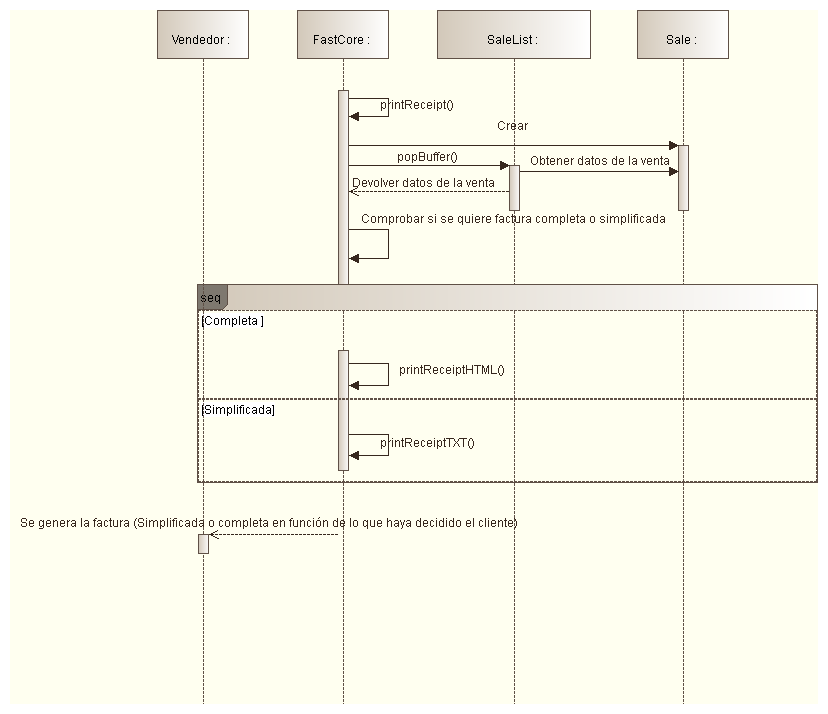 Vendedor :
FastCore :
SaleList :
Sale :
printReceipt()
Crear
popBuffer()
Obtener datos de la venta
Devolver datos de la venta
Comprobar si se quiere factura completa o simplificada
seq
[Completa ]
printReceiptHTML()
[Simplificada]
printReceiptTXT()
Se genera la factura (Simplificada o completa en función de lo que haya decidido el cliente)